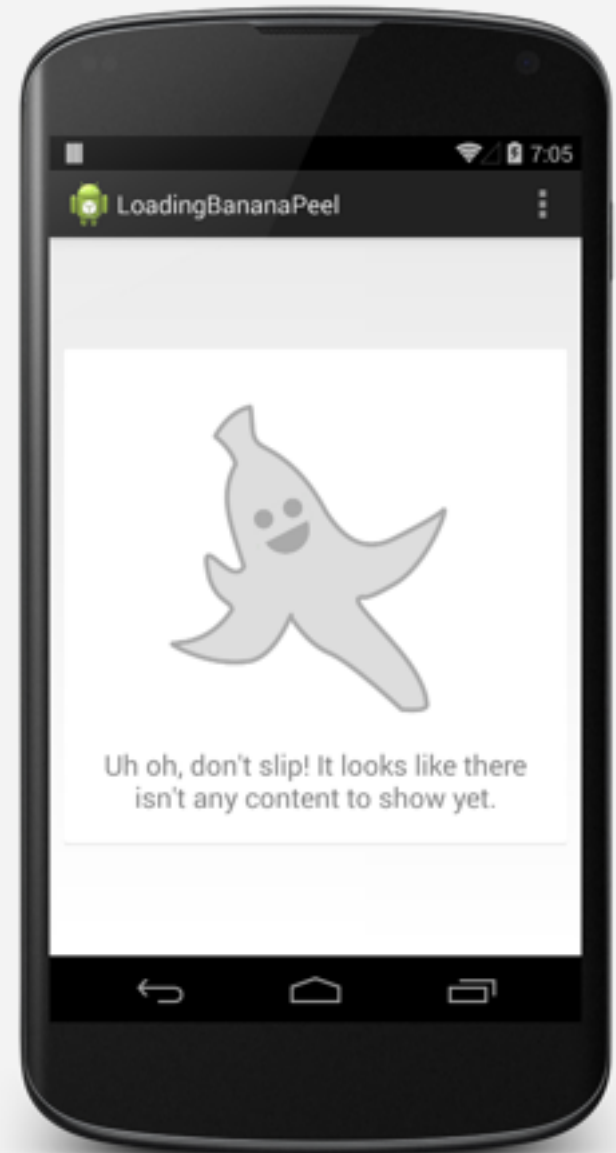 7:05
LoadingBananaPeel
Uh oh, don't slip! It looks like there
isn't any content to show yet.